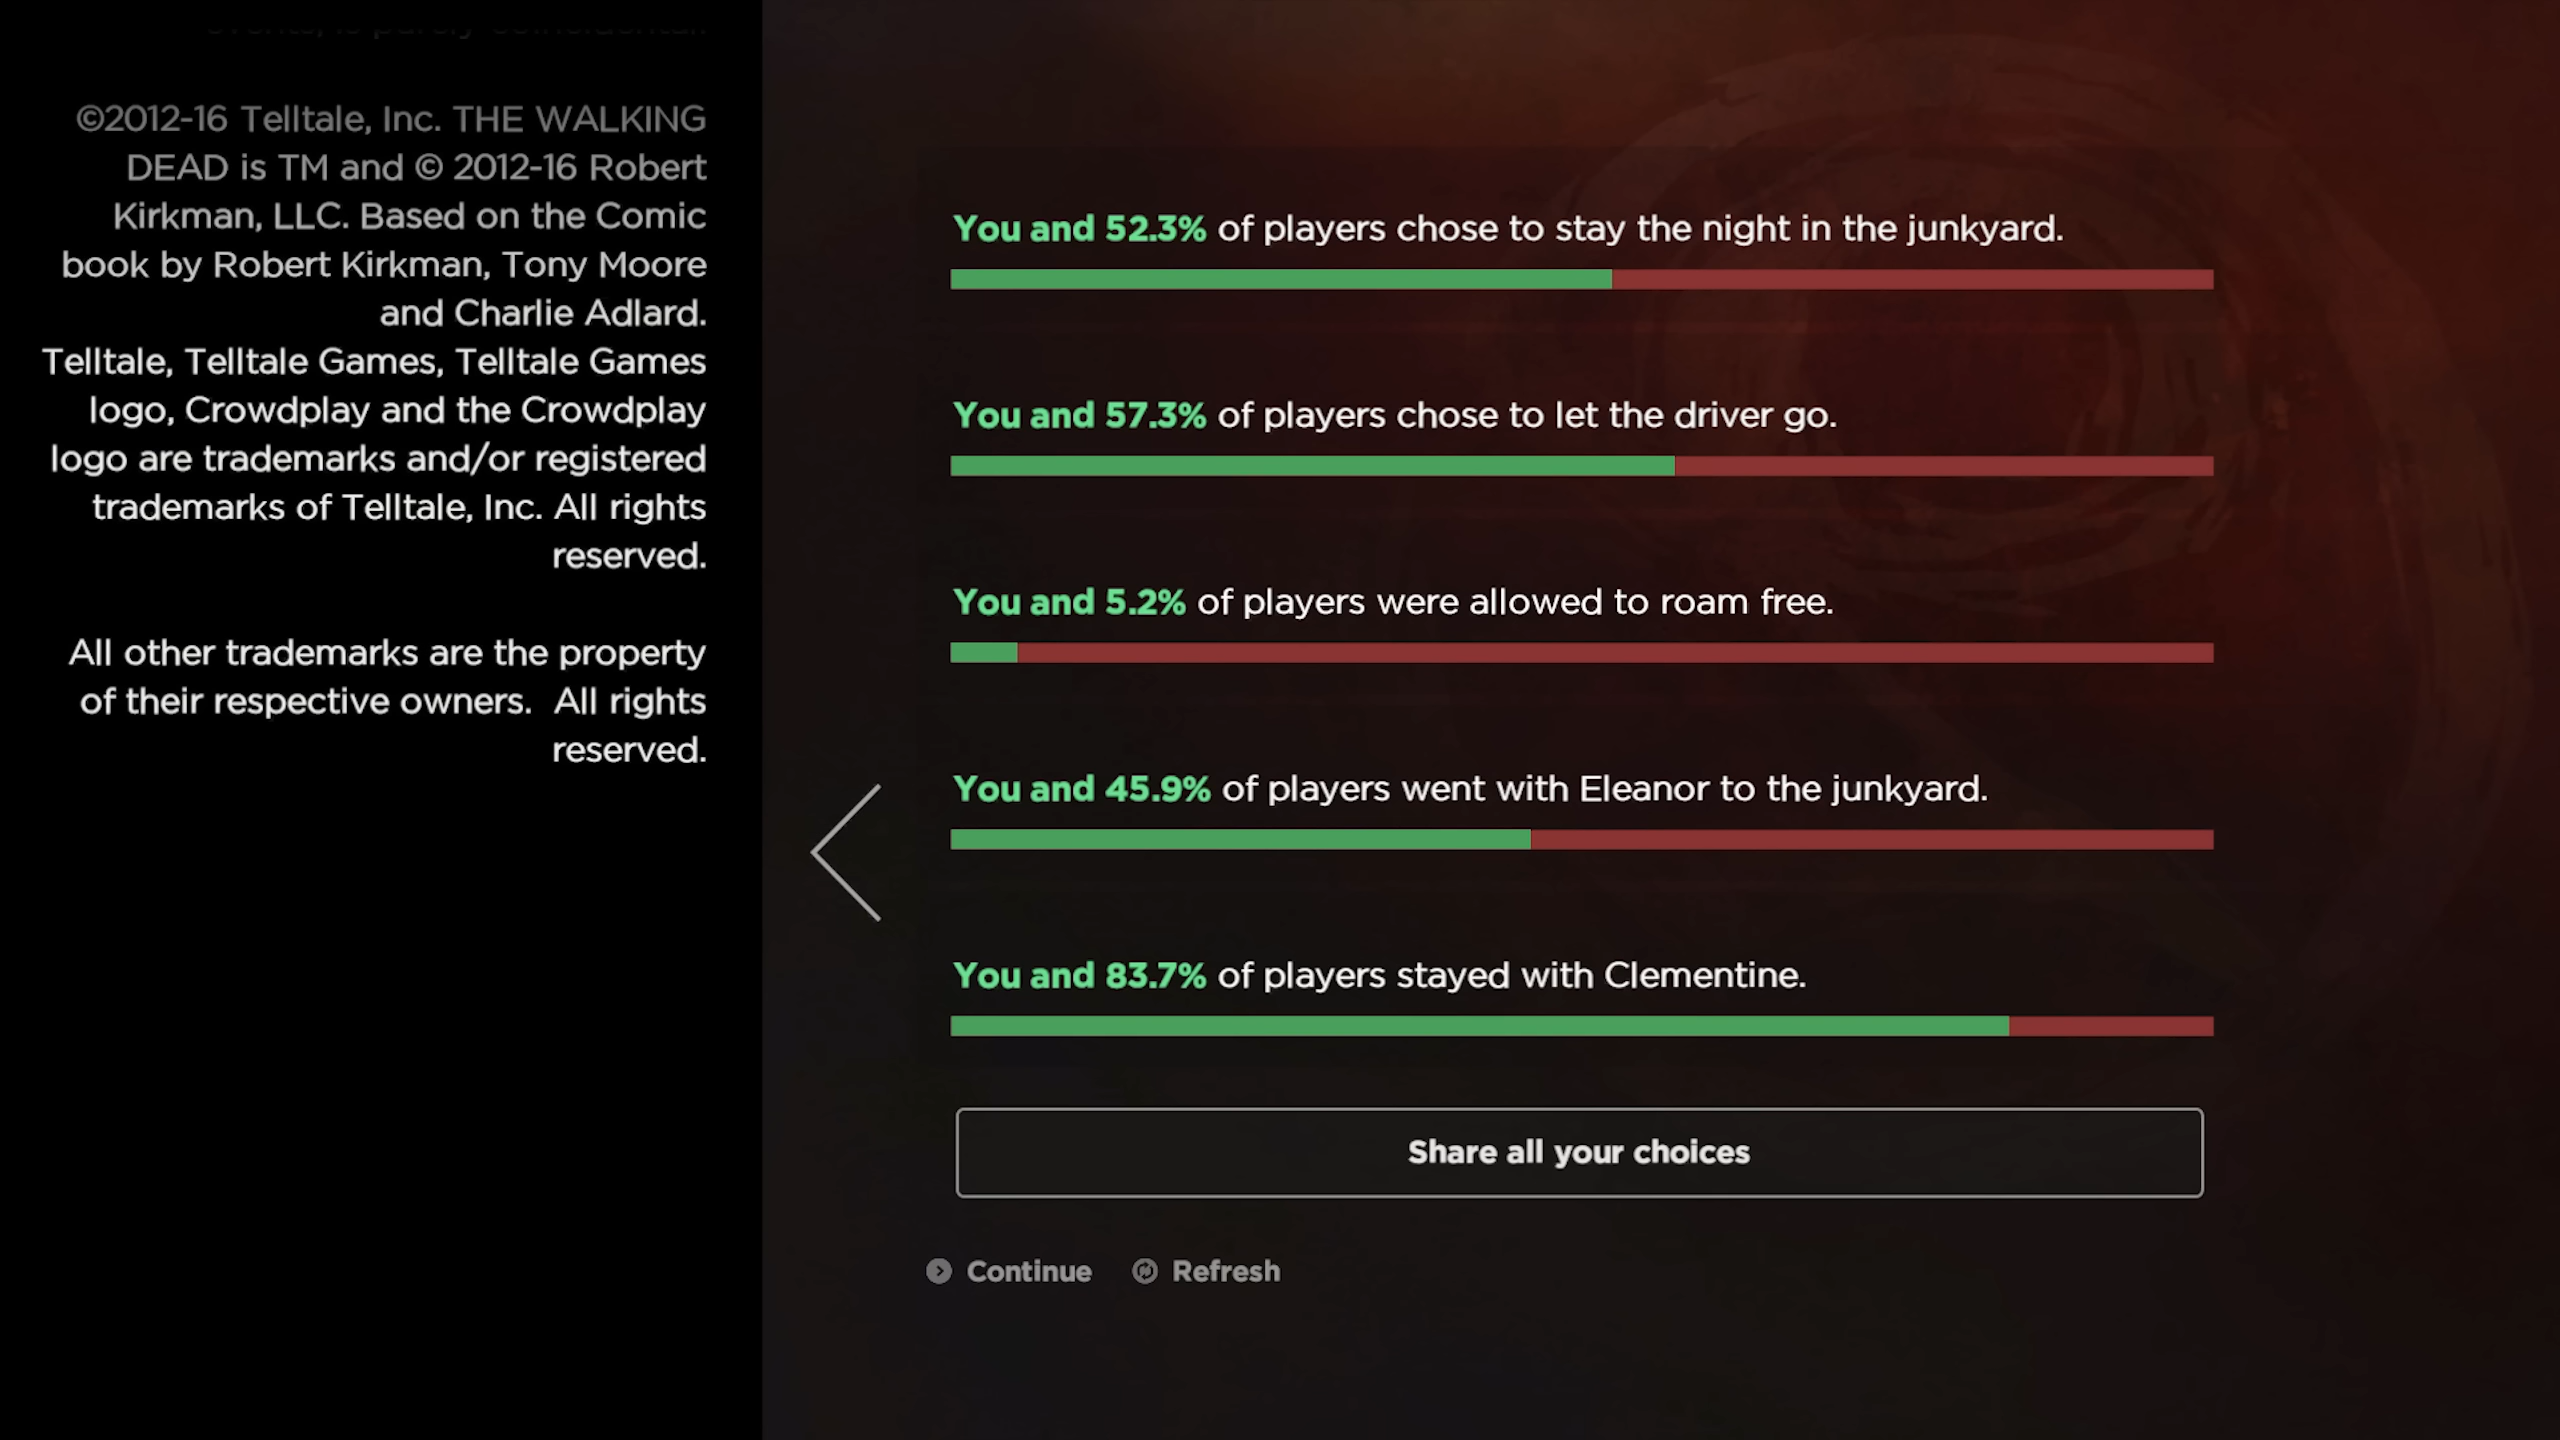 ©2012-16 Telltale, Inc. THE WALKING
DEAD is TM and © 2012-16 Robert
Kirkman, LLC. Based on the Comic
book by Robert Kirkman, Tony Moore
and Charlie Adlard.
Telltale, Telltale Games, Telltale Games
logo, Crowdplay and the Crowdplay
logo are trademarks and/or registered
trademarks of Telltale, Inc. All rights
reserved.
All other trademarks are the property
of their respective owners.  All rights
reserved.
You and 52.3% of players chose to stay the night in the junkyard.
You and 57.3% of players chose to let the driver go.
You and 5.2% of players were allowed to roam free.
You and 45.9% of players went with Eleanor to the junkyard.
You and 83.7% of players stayed with Clementine.
Share all your choices
Continue Refresh